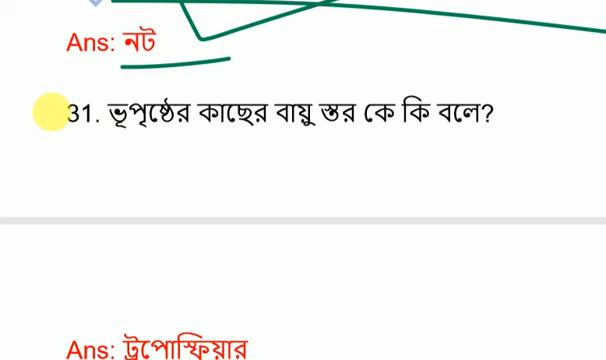 Ans: নট
31. ভূপৃষ্ঠের কাছের বায়ু স্তর কে কি বলে?
Ans: ট্রপোস্ফিয়ার